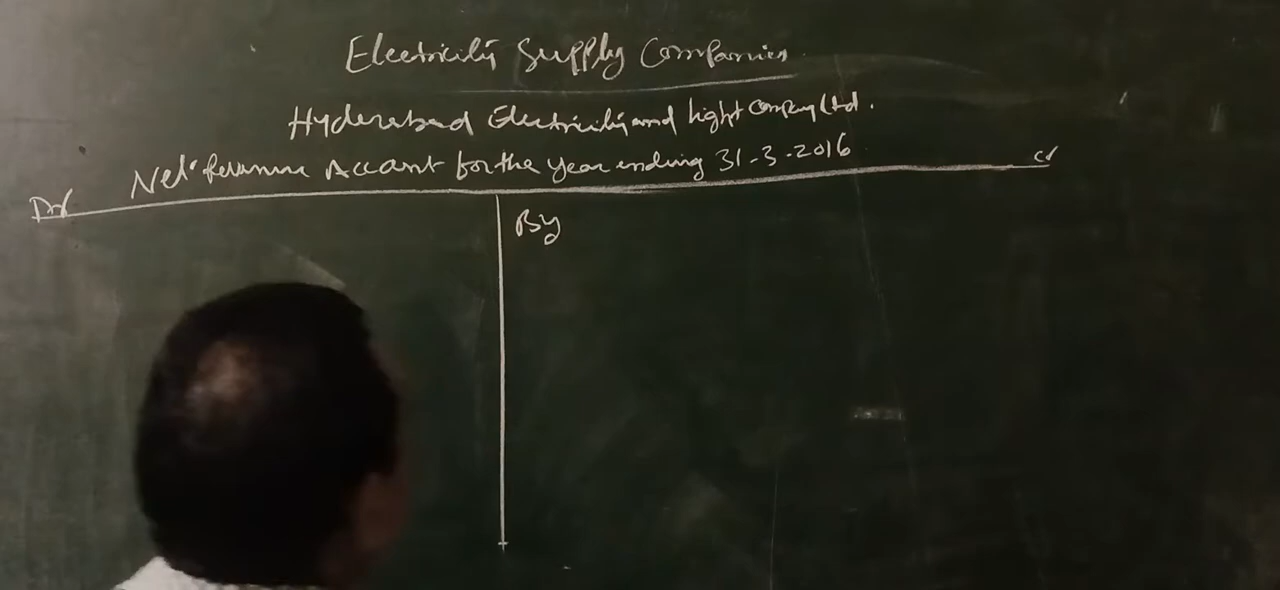 Electricity Supply Companies
Hyderabad Electricity and Light Company Ltd.
Net Revenue Account for the year ending 31-3-2016
Dr Cr
By